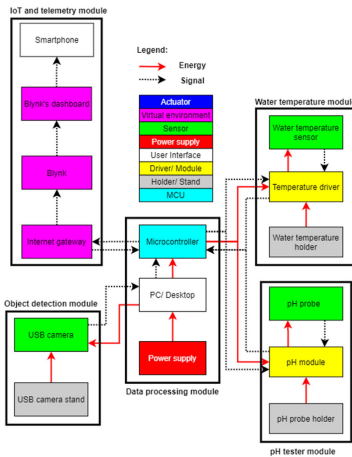 IoT and telemetry module
Smartphone
Blynk's dashboard
Blynk
Internet gateway
Legend:
Energy
Signal
Actuator
Virtual environment
Sensor
Power supply
User Interface
Driver/ Module
Holder/ Stand
MCU
Water temperature module
Water temperature
sensor
Temperature driver
Water temperature
holder
Microcontroller
PC/ Desktop
Power supply
Data processing module
Object detection module
USB camera
USB camera stand
pH probe
pH module
pH probe holder
pH tester module